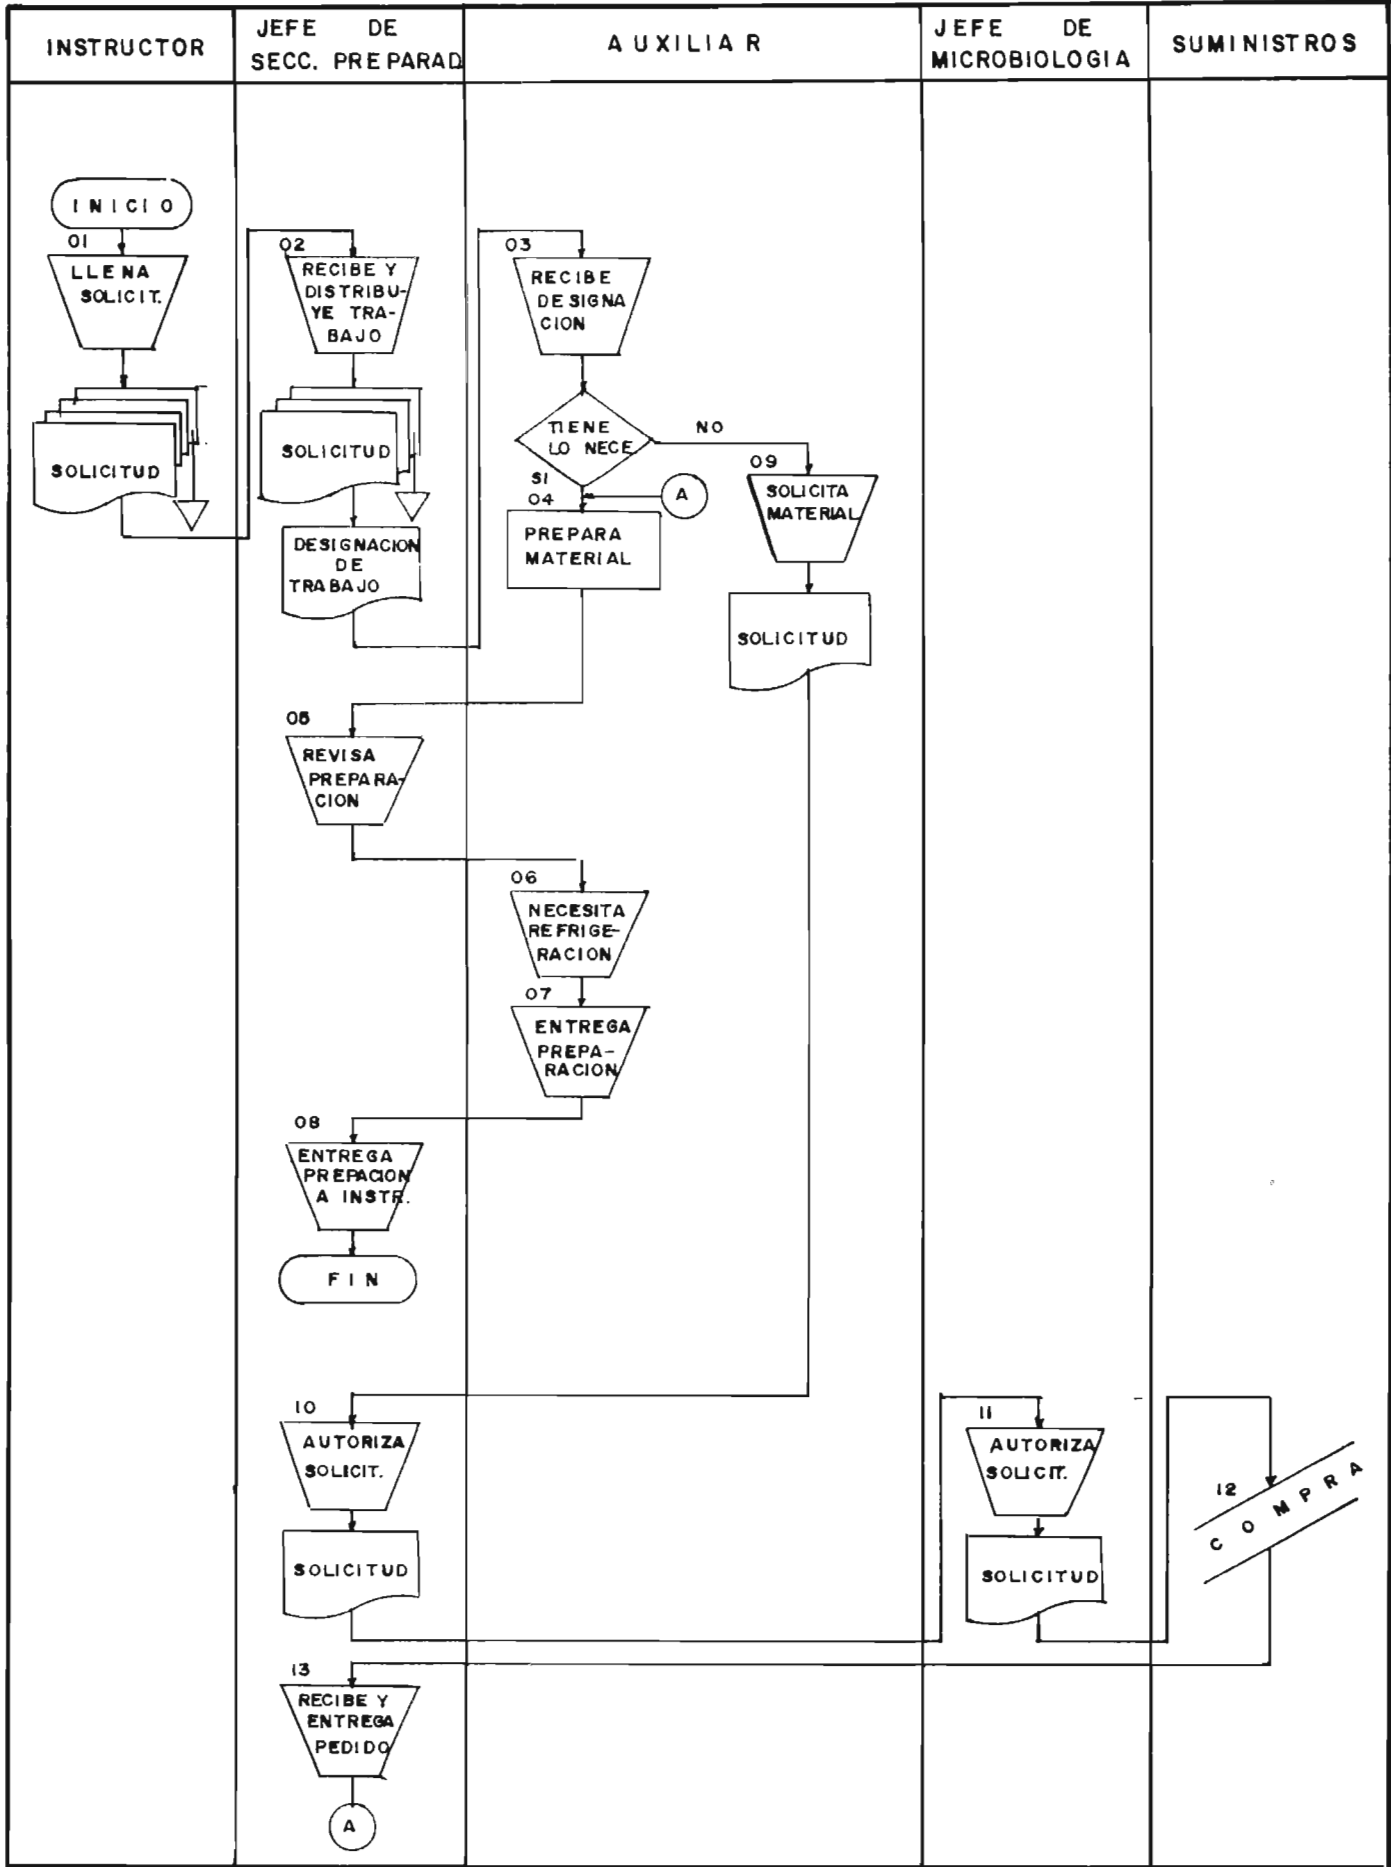 INSTRUCTOR
JEFE DE
SECC. PREPARAD
AUXILIAR
JEFE DE
MICROBIOLOGIA
SUMINISTROS
INICIO
01
LLENA
SOLICIT.
SOLICITUD
02
RECIBE Y
DISTRIBU-
YE TRA-
BAJO
SOLICITUD
DESIGNACION
DE
TRABAJO
03
RECIBE
DESIGNA
CION
TIENE
LO NECE
NO
SI
A
04
PREPARA
MATERIAL
09
SOLICITA
MATERIAL
SOLICITUD
05
REVISA
PREPARA-
CION
06
NECESITA
REFRIGE-
RACION
07
ENTREGA
PREPA-
RACION
08
ENTREGA
PREPACION
A INSTR.
FIN
10
AUTORIZA
SOLICIT.
SOLICITUD
11
AUTORIZA
SOLICIT.
SOLICITUD
12
COMPRA
13
RECIBE Y
ENTREGA
PEDIDO
A